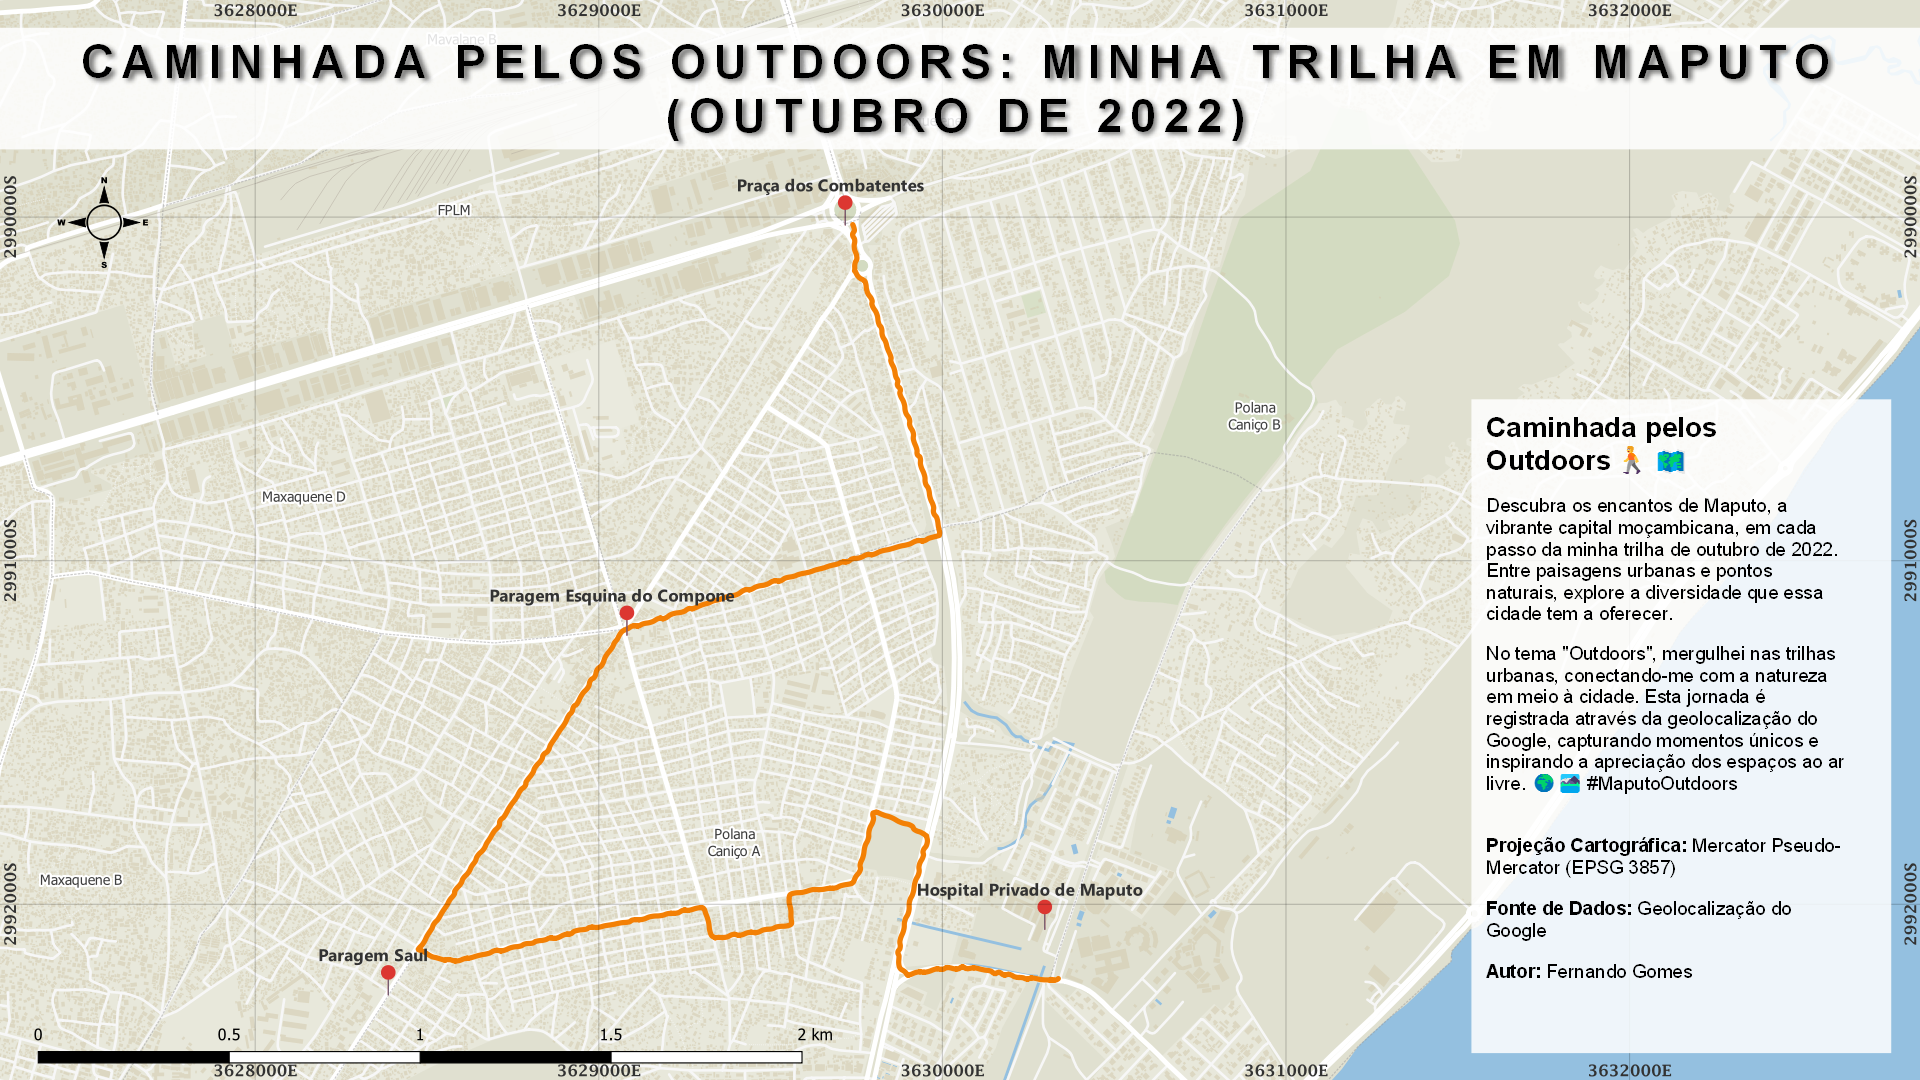 3628000E 3629000E 3630000E 3631000E 3632000E
Mavalane B
CAMINHADA PELOS OUTDOORS: MINHA TRILHA EM MAPUTO
(OUTUBRO DE 2022)
N
W E
S
2990000S
2990000S
Praça dos Combatentes
FPLM
Polana
Caniço B
Maxaquene D
2991000S
2991000S
Paragem Esquina do Compone
Polana
Caniço A
Maxaquene B
2992000S
2992000S
Hospital Privado de Maputo
Paragem Saul
Caminhada pelos
Outdoors 🚶 🗺️
Descubra os encantos de Maputo, a
vibrante capital moçambicana, em cada
passo da minha trilha de outubro de 2022.
Entre paisagens urbanas e pontos
naturais, explore a diversidade que essa
cidade tem a oferecer.
No tema "Outdoors", mergulhei nas trilhas
urbanas, conectando-me com a natureza
em meio à cidade. Esta jornada é
registrada através da geolocalização do
Google, capturando momentos únicos e
inspirando a apreciação dos espaços ao ar
livre. 🌍 🏞️ #MaputoOutdoors
Projeção Cartográfica: Mercator Pseudo-
Mercator (EPSG 3857)
Fonte de Dados: Geolocalização do
Google
Autor: Fernando Gomes
0 0.5 1 1.5 2 km
3628000E 3629000E 3630000E 3631000E 3632000E